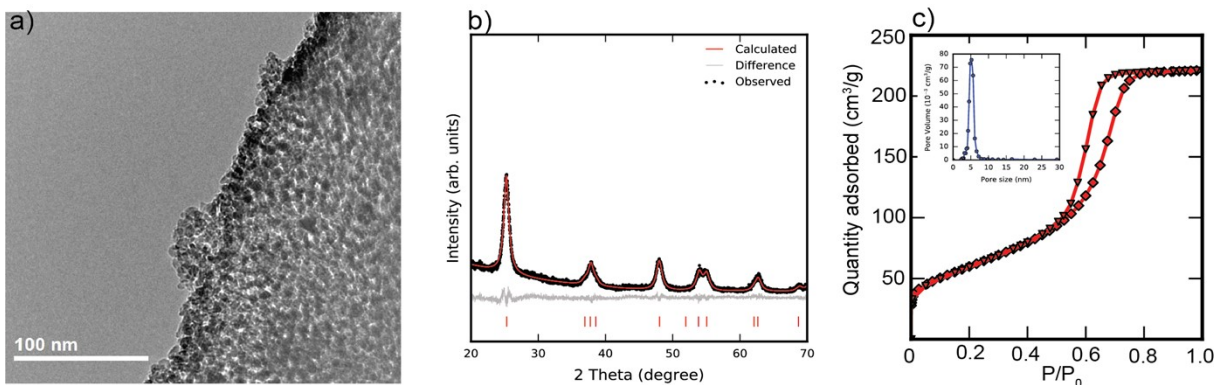 a)
100 nm
b)
Calculated
Difference
Observed
Intensity (arb. units)
20 30 40 50 60 70
2 Theta (degree)
c)
250
200
150
100
50
Quantity adsorbed (cm³/g)
0 0.2 0.4 0.6 0.8 1.0
P/P₀
80
70
60
50
40
30
20
10
0
Pore Volume (10⁻³ cm³/g)
0 5 10 15 20 25 30
Pore size (nm)